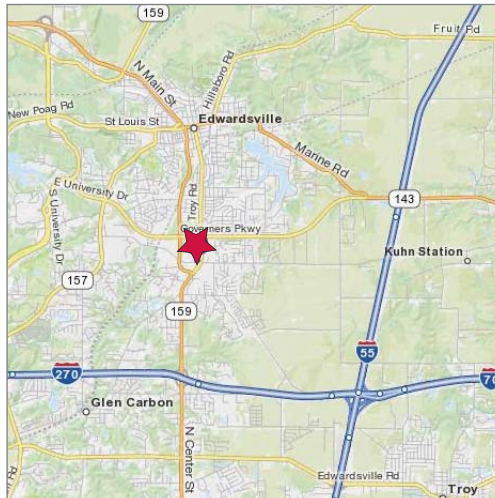 159
Fruit Rd
N Main St
Hillsboro Rd
New Poag Rd
St Louis St
Edwardsville
Marine Rd
E University Dr
S University Dr
Troy Rd
143
Governers Pkwy
Kuhn Station
157
159
55
270
70
Glen Carbon
N Center St
Rd
Edwardsville Rd
Troy